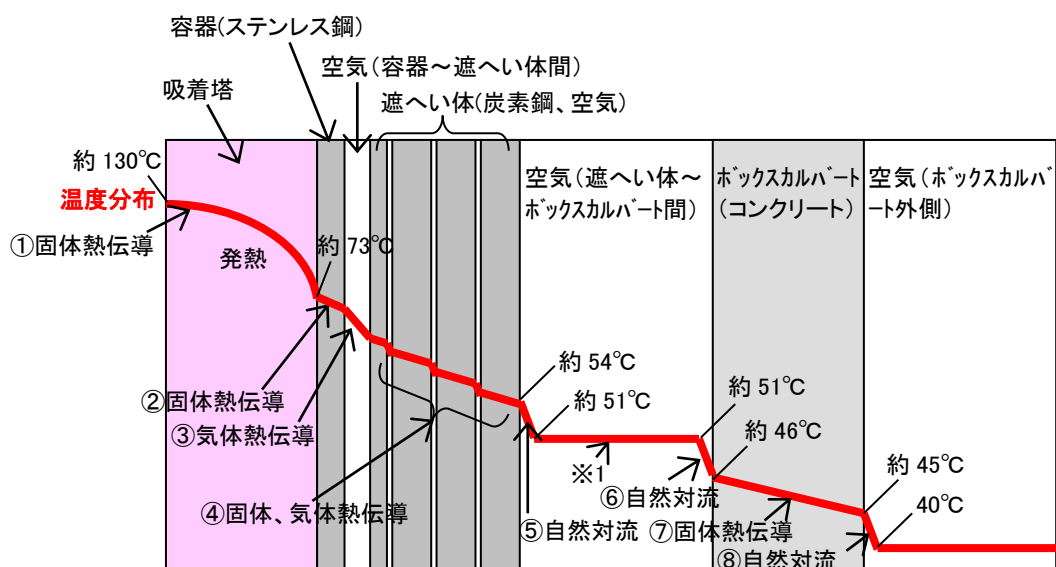 容器(ステンレス鋼)
空気(容器～遮へい体間)
吸着塔
遮へい体(炭素鋼、空気)
約 130℃
温度分布
①固体熱伝導
発熱
約 73℃
空気(遮へい体～
ボックスカルバート間)
ボックスカルバート
(コンクリート)
空気(ボックスカルバ
ート外側)
②固体熱伝導
③気体熱伝導
④固体、気体熱伝導
約 54℃
約 51℃
※1
⑤自然対流
約 51℃
約 46℃
⑥自然対流
⑦固体熱伝導
約 45℃
40℃
⑧自然対流